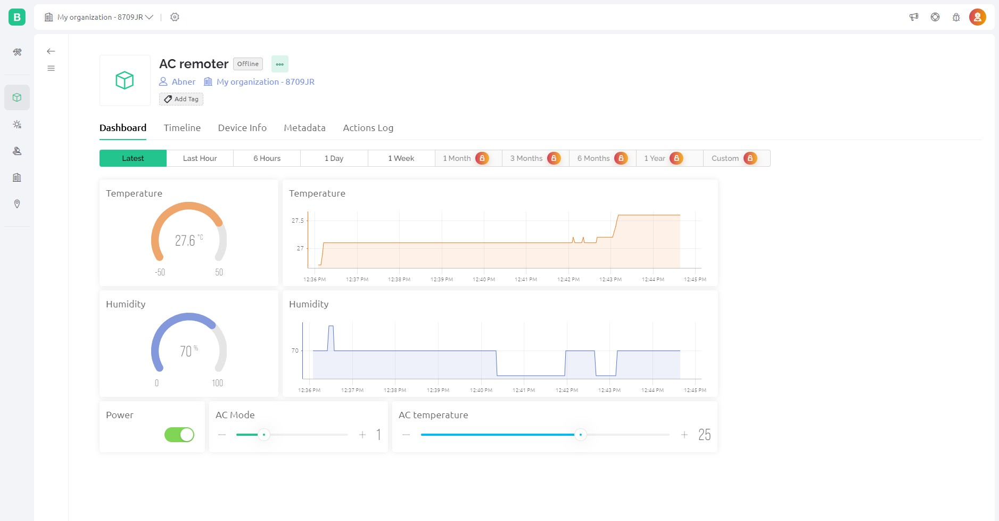 B
My organization - 8709JR
AC remoter
Offline
Abner
My organization - 8709JR
Add Tag
Dashboard Timeline Device Info Metadata Actions Log
Latest Last Hour 6 Hours 1 Day 1 Week 1 Month 3 Months 6 Months 1 Year Custom
Temperature
27.6 °C
-50 50
Temperature
27.5
27
12:36 PM 12:37 PM 12:38 PM 12:39 PM 12:40 PM 12:41 PM 12:42 PM 12:43 PM 12:44 PM 12:45 PM
Humidity
70 %
0 100
Humidity
70
12:36 PM 12:37 PM 12:38 PM 12:39 PM 12:40 PM 12:41 PM 12:42 PM 12:43 PM 12:44 PM 12:45 PM
Power
AC Mode
— + 1
AC temperature
— + 25